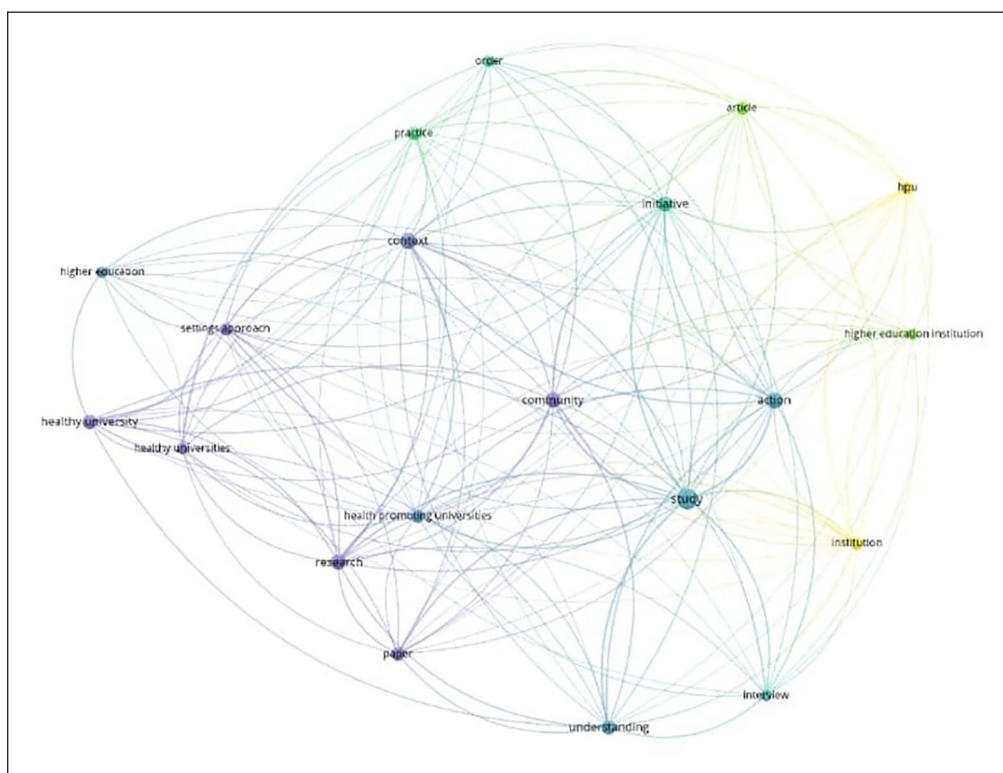 order
article
practice
hpu
initiative
context
higher education
settings approach
higher education institution
community
action
healthy university
healthy universities
study
health promoting universities
institution
research
paper
interview
understanding